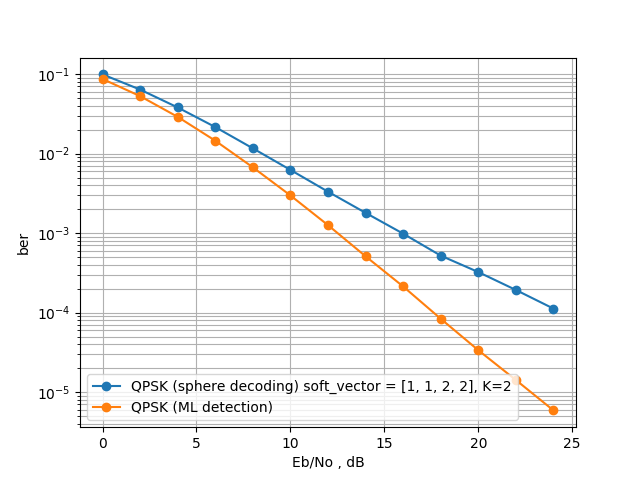 10⁻¹
10⁻²
10⁻³
10⁻⁴
10⁻⁵
ber
QPSK (sphere decoding) soft_vector = [1, 1, 2, 2], K=2
QPSK (ML detection)
0 5 10 15 20 25
Eb/No , dB